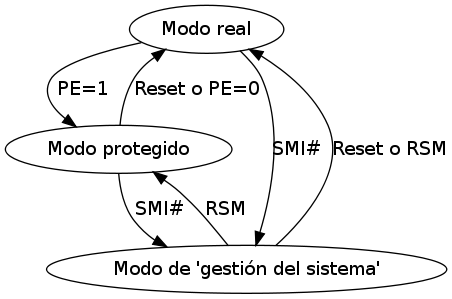 Modo real
PE=1
Reset o PE=0
SMI#
Reset o RSM
Modo protegido
SMI#
RSM
Modo de 'gestión del sistema'